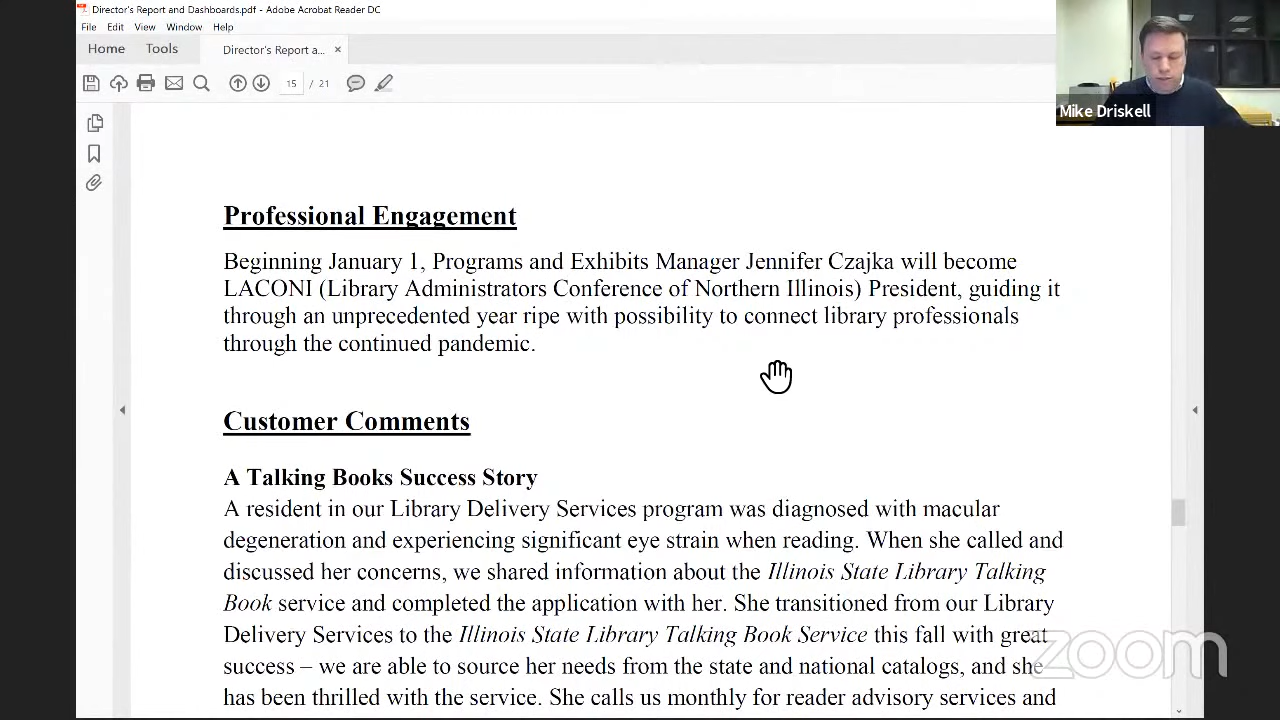 Director's Report and Dashboards.pdf - Adobe Acrobat Reader DC
File Edit View Window Help
Home Tools Director's Report a... ×
15 / 21
Mike Driskell
Professional Engagement
Beginning January 1, Programs and Exhibits Manager Jennifer Czajka will become
LACONI (Library Administrators Conference of Northern Illinois) President, guiding it
through an unprecedented year ripe with possibility to connect library professionals
through the continued pandemic.
Customer Comments
A Talking Books Success Story
A resident in our Library Delivery Services program was diagnosed with macular
degeneration and experiencing significant eye strain when reading. When she called and
discussed her concerns, we shared information about the Illinois State Library Talking
Book service and completed the application with her. She transitioned from our Library
Delivery Services to the Illinois State Library Talking Book Service this fall with great
success – we are able to source her needs from the state and national catalogs, and she
has been thrilled with the service. She calls us monthly for reader advisory services and
zoom